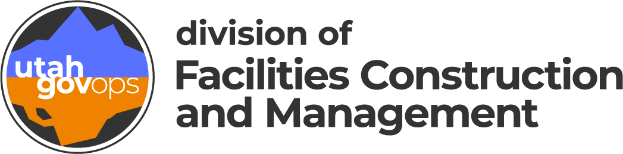 utah
govops
division of
Facilities Construction
and Management